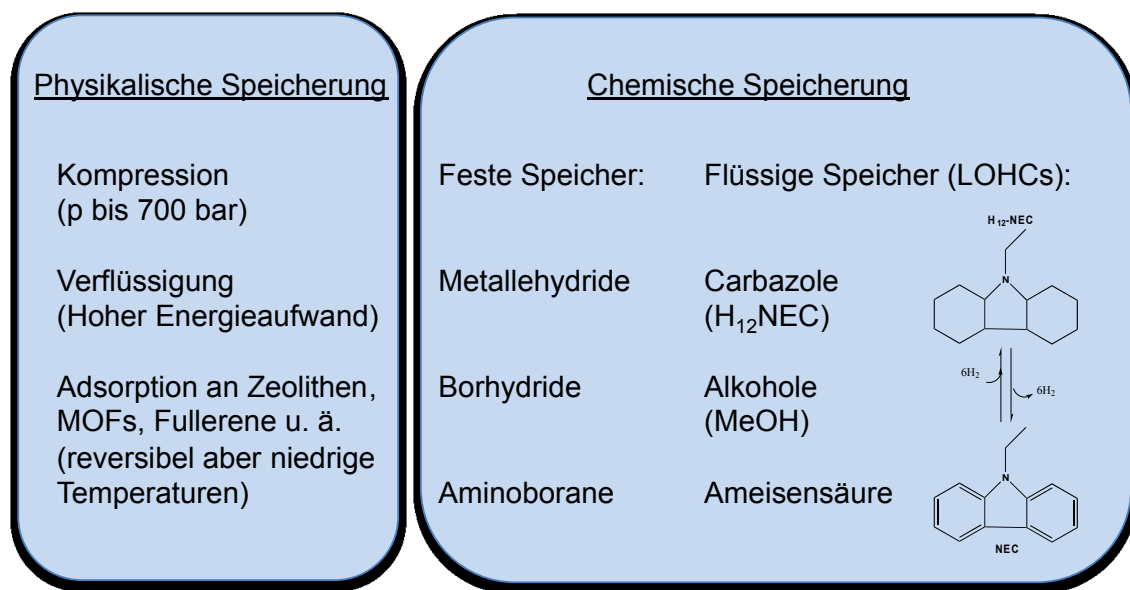 Physikalische Speicherung
Kompression
(p bis 700 bar)
Verflüssigung
(Hoher Energieaufwand)
Adsorption an Zeolithen,
MOFs, Fullerene u. ä.
(reversibel aber niedrige
Temperaturen)
Chemische Speicherung
Feste Speicher:
Metallehydride
Borhydride
Aminoborane
Flüssige Speicher (LOHCs):
Carbazole
(H₁₂NEC)
Alkohole
(MeOH)
Ameisensäure
H₁₂-NEC
N
6H₂
6H₂
N
NEC